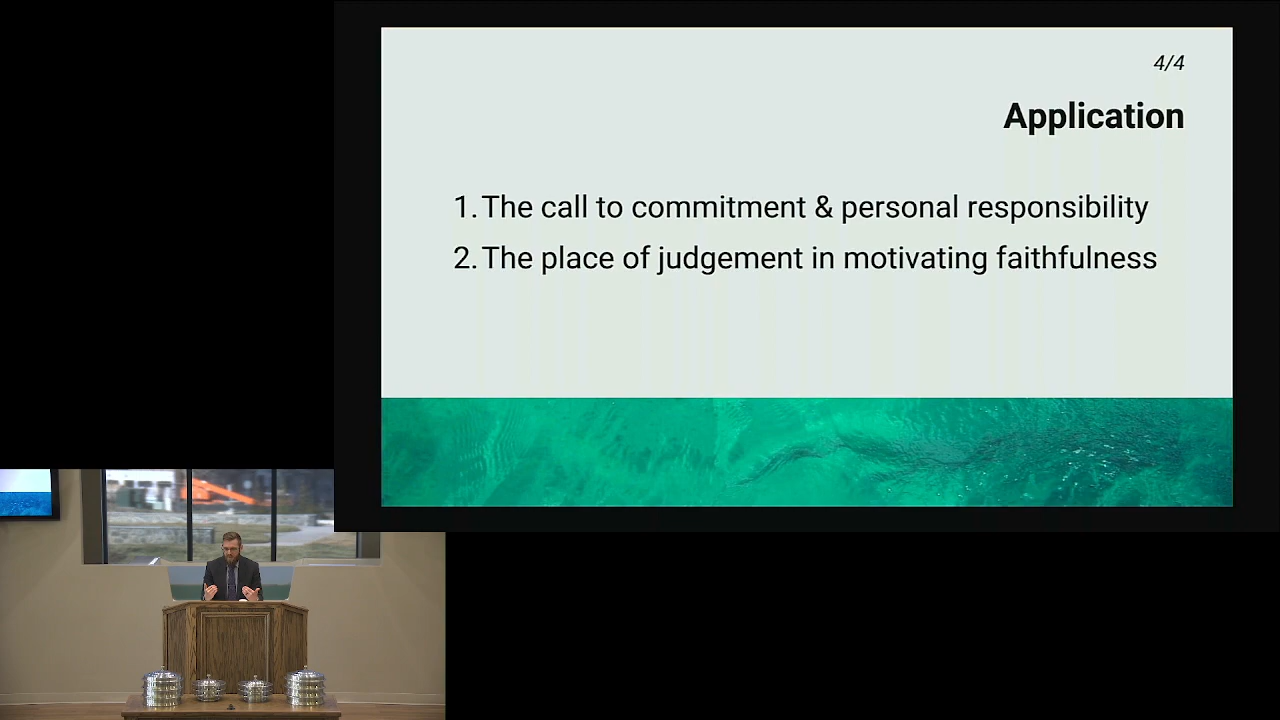 4/4
Application
1. The call to commitment & personal responsibility
2. The place of judgement in motivating faithfulness